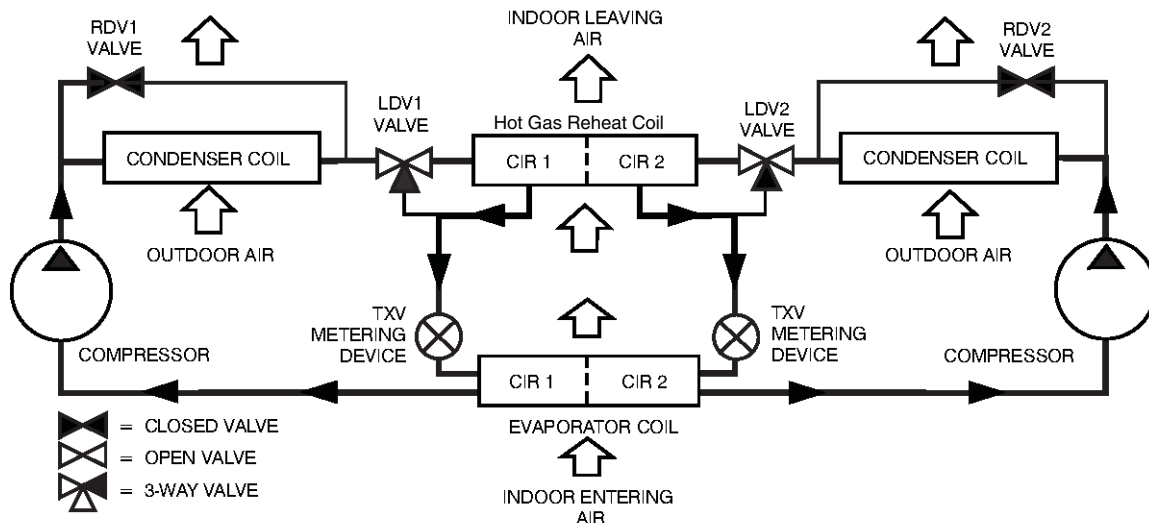 RDV1
VALVE
INDOOR LEAVING
AIR
RDV2
VALVE
LDV1
VALVE
Hot Gas Reheat Coil
LDV2
VALVE
CONDENSER COIL
CIR 1
CIR 2
CONDENSER COIL
OUTDOOR AIR
OUTDOOR AIR
TXV
METERING
DEVICE
TXV
METERING
DEVICE
COMPRESSOR
COMPRESSOR
CIR 1
CIR 2
EVAPORATOR COIL
= CLOSED VALVE
= OPEN VALVE
= 3-WAY VALVE
INDOOR ENTERING
AIR